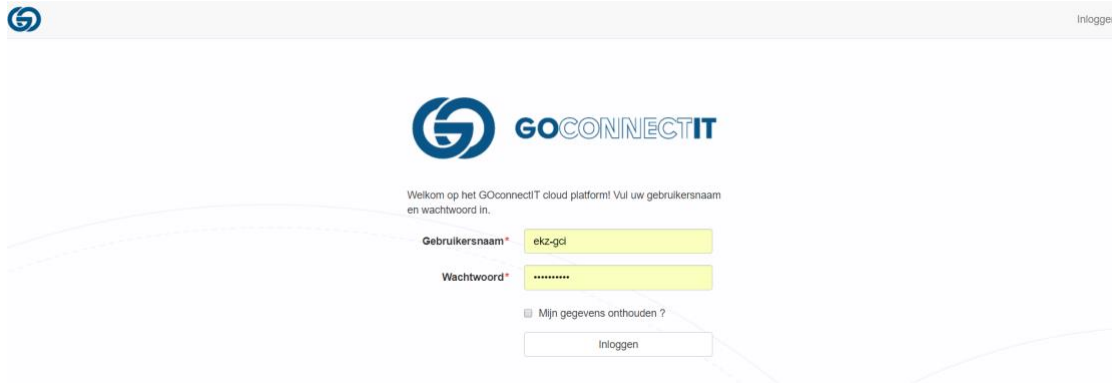 Inlogge
GOCONNECTIT
Welkom op het GOconnectIT cloud platform! Vul uw gebruikersnaam
en wachtwoord in.
Gebruikersnaam*
ekz-gci
Wachtwoord*
••••••••••
Mijn gegevens onthouden ?
Inloggen